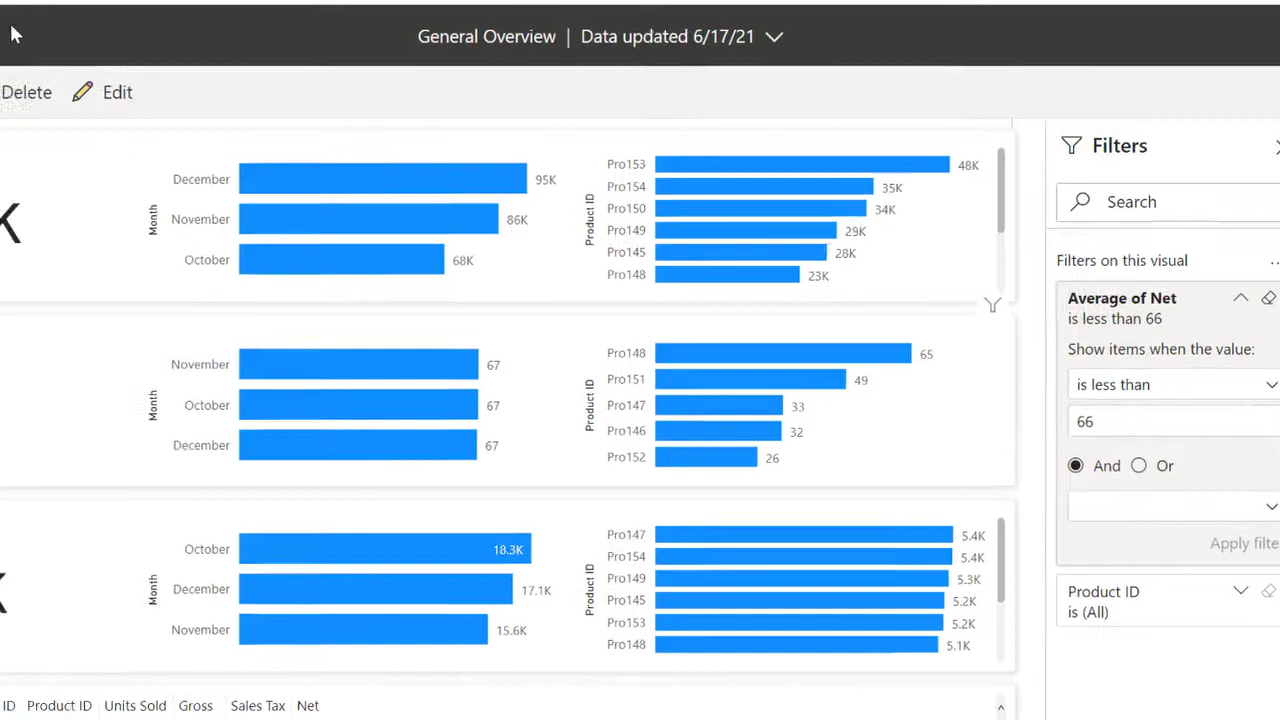 General Overview | Data updated 6/17/21
Delete Edit
K
Month
December 95K
November 86K
October 68K
Product ID
Pro153 48K
Pro154 35K
Pro150 34K
Pro149 29K
Pro145 28K
Pro148 23K
Month
November 67
October 67
December 67
Product ID
Pro148 65
Pro151 49
Pro147 33
Pro146 32
Pro152 26
K
Month
October 18.3K
December 17.1K
November 15.6K
Product ID
Pro147 5.4K
Pro154 5.4K
Pro149 5.3K
Pro145 5.2K
Pro153 5.2K
Pro148 5.1K
ID Product ID Units Sold Gross Sales Tax Net
Filters
Search
Filters on this visual
Average of Net
is less than 66
Show items when the value:
is less than
66
And Or
Apply filte
Product ID
is (All)